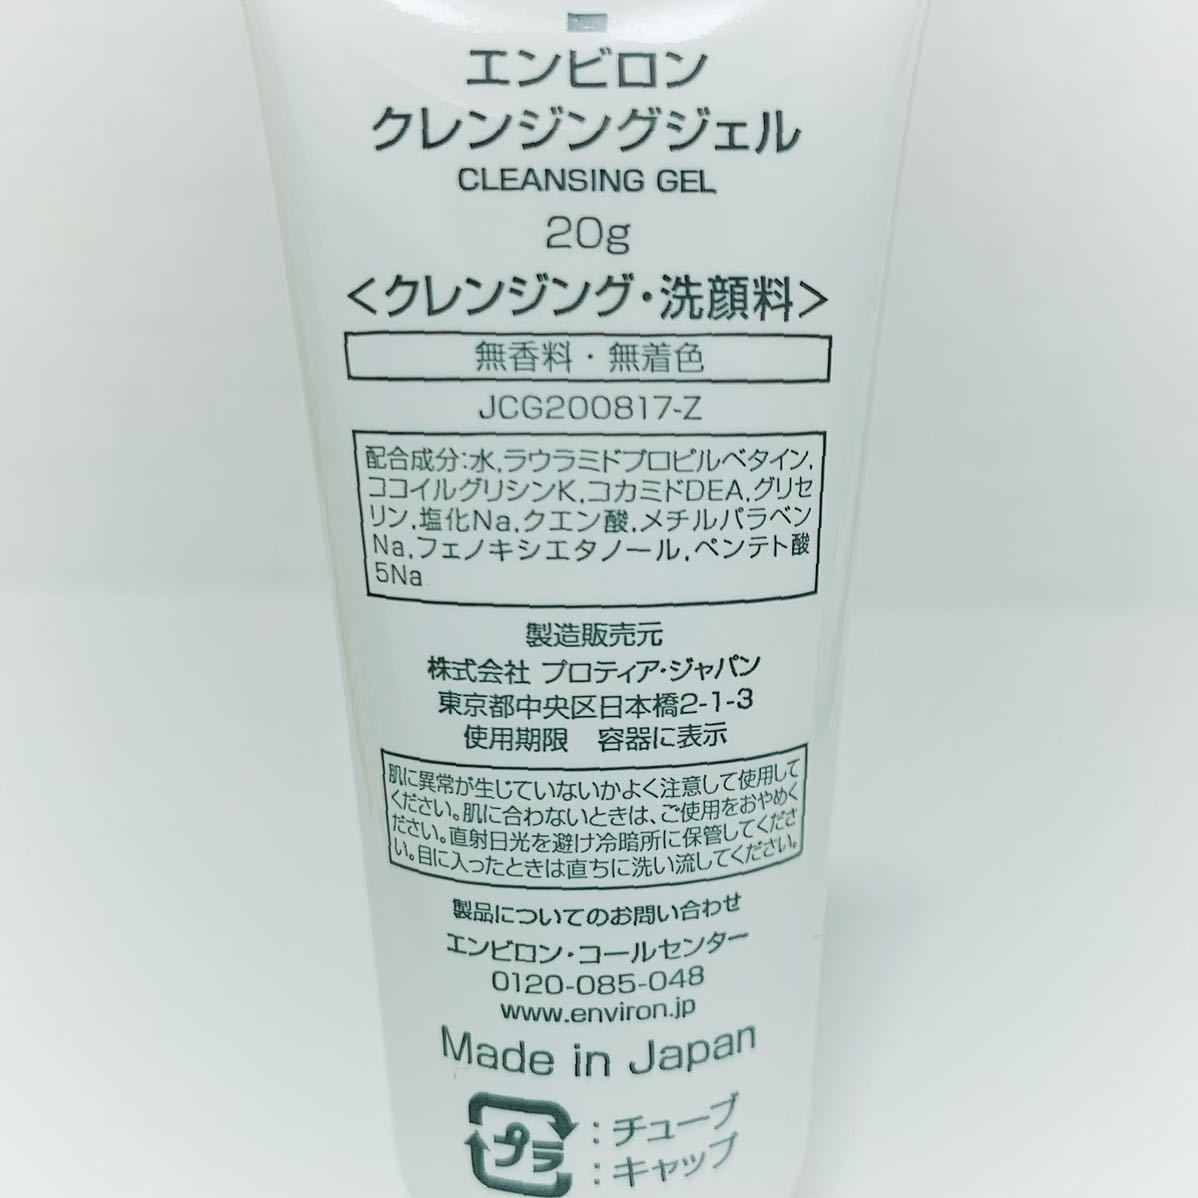 エンビロン
クレンジングジェル
CLEANSING GEL
20g
<クレンジング・洗顔料>
無香料・無着色
JCG200817-Z
配合成分:水,ラウラミドプロピルベタイン,
ココイルグリシンK,コカミドDEA,グリセ
リン,塩化Na,クエン酸,メチルパラベン
Na,フェノキシエタノール,ペンテト酸
5Na
製造販売元
株式会社 プロティア・ジャパン
東京都中央区日本橋2-1-3
使用期限 容器に表示
肌に異常が生じていないかよく注意して使用して
ください。肌に合わないときは、ご使用をおやめく
ださい。直射日光を避け冷暗所に保管してくださ
い。目に入ったときは直ちに洗い流してください。
製品についてのお問い合わせ
エンビロン・コールセンター
0120-085-048
www.environ.jp
Made in Japan
プラ
:チューブ
:キャップ